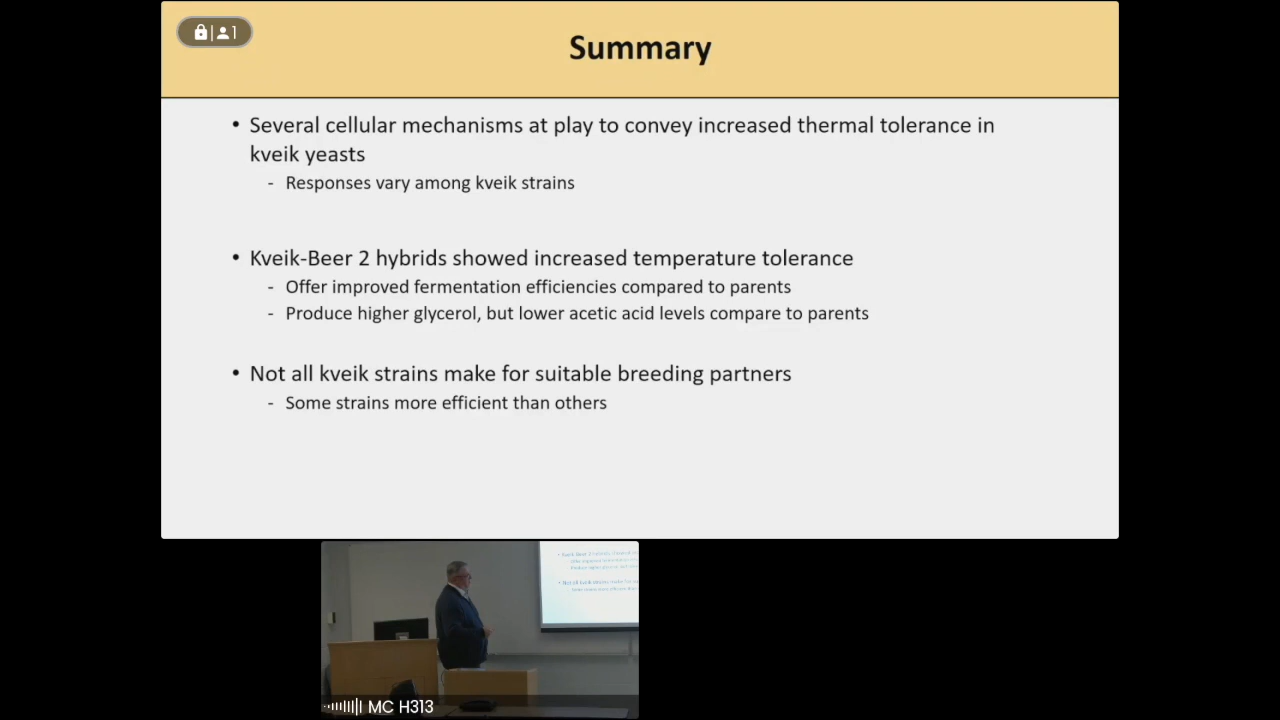 1
Summary
• Several cellular mechanisms at play to convey increased thermal tolerance in
kveik yeasts
- Responses vary among kveik strains
• Kveik-Beer 2 hybrids showed increased temperature tolerance
- Offer improved fermentation efficiencies compared to parents
- Produce higher glycerol, but lower acetic acid levels compare to parents
• Not all kveik strains make for suitable breeding partners
- Some strains more efficient than others
MC H313